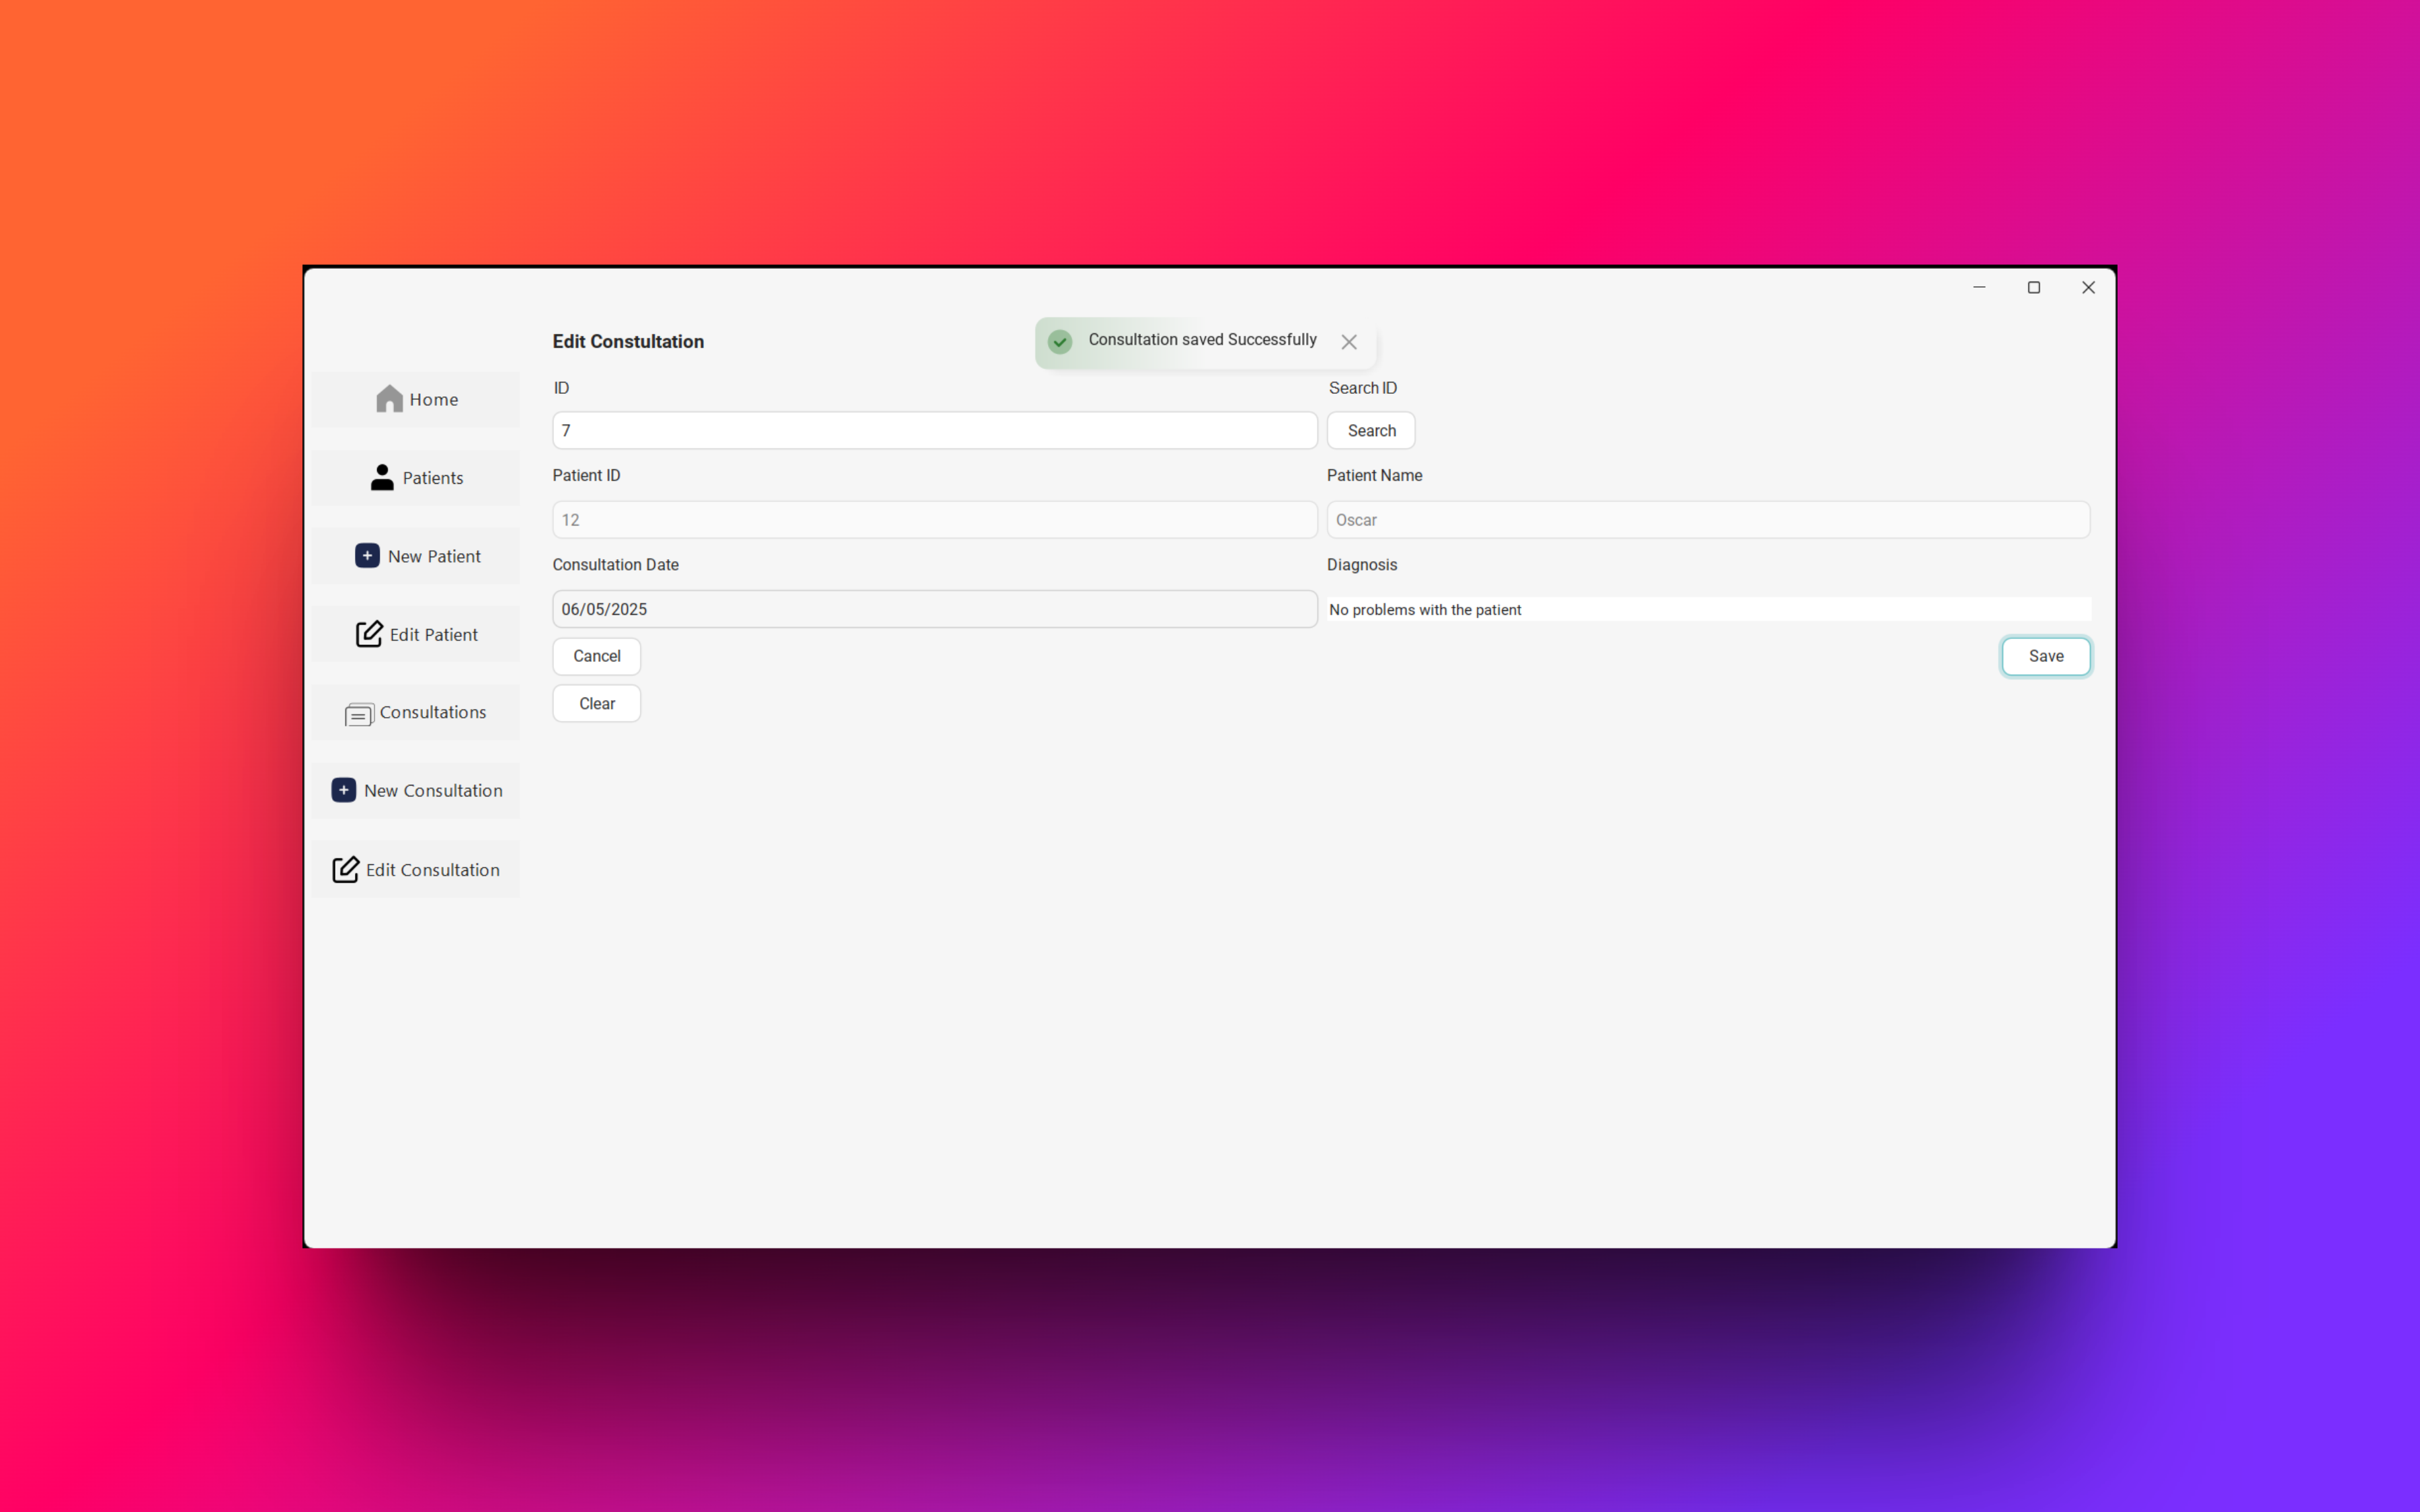 Edit Constultation
Consultation saved Successfully
Home
Patients
New Patient
Edit Patient
Consultations
New Consultation
Edit Consultation
ID
Search ID
7
Search
Patient ID
Patient Name
12
Oscar
Consultation Date
Diagnosis
06/05/2025
No problems with the patient
Cancel
Save
Clear